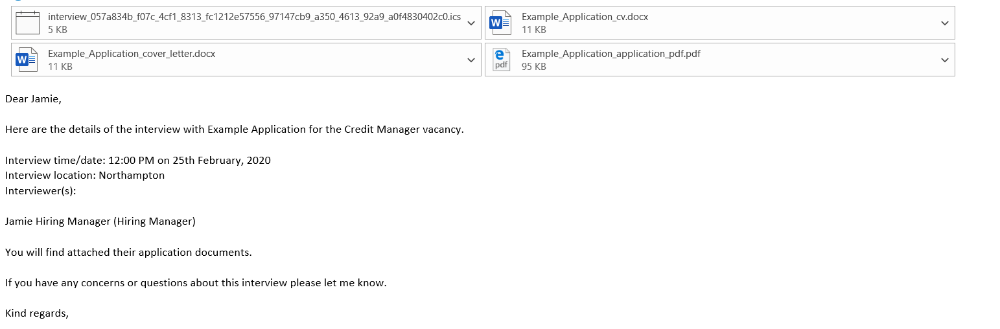 interview_057a834b_f07c_4cf1_8313_fc1212e57556_97147cb9_a350_4613_92a9_a0f4830402c0.ics
5 KB
Example_Application_cv.docx
11 KB
Example_Application_cover_letter.docx
11 KB
Example_Application_application_pdf.pdf
95 KB
Dear Jamie,
Here are the details of the interview with Example Application for the Credit Manager vacancy.
Interview time/date: 12:00 PM on 25th February, 2020
Interview location: Northampton
Interviewer(s):
Jamie Hiring Manager (Hiring Manager)
You will find attached their application documents.
If you have any concerns or questions about this interview please let me know.
Kind regards,